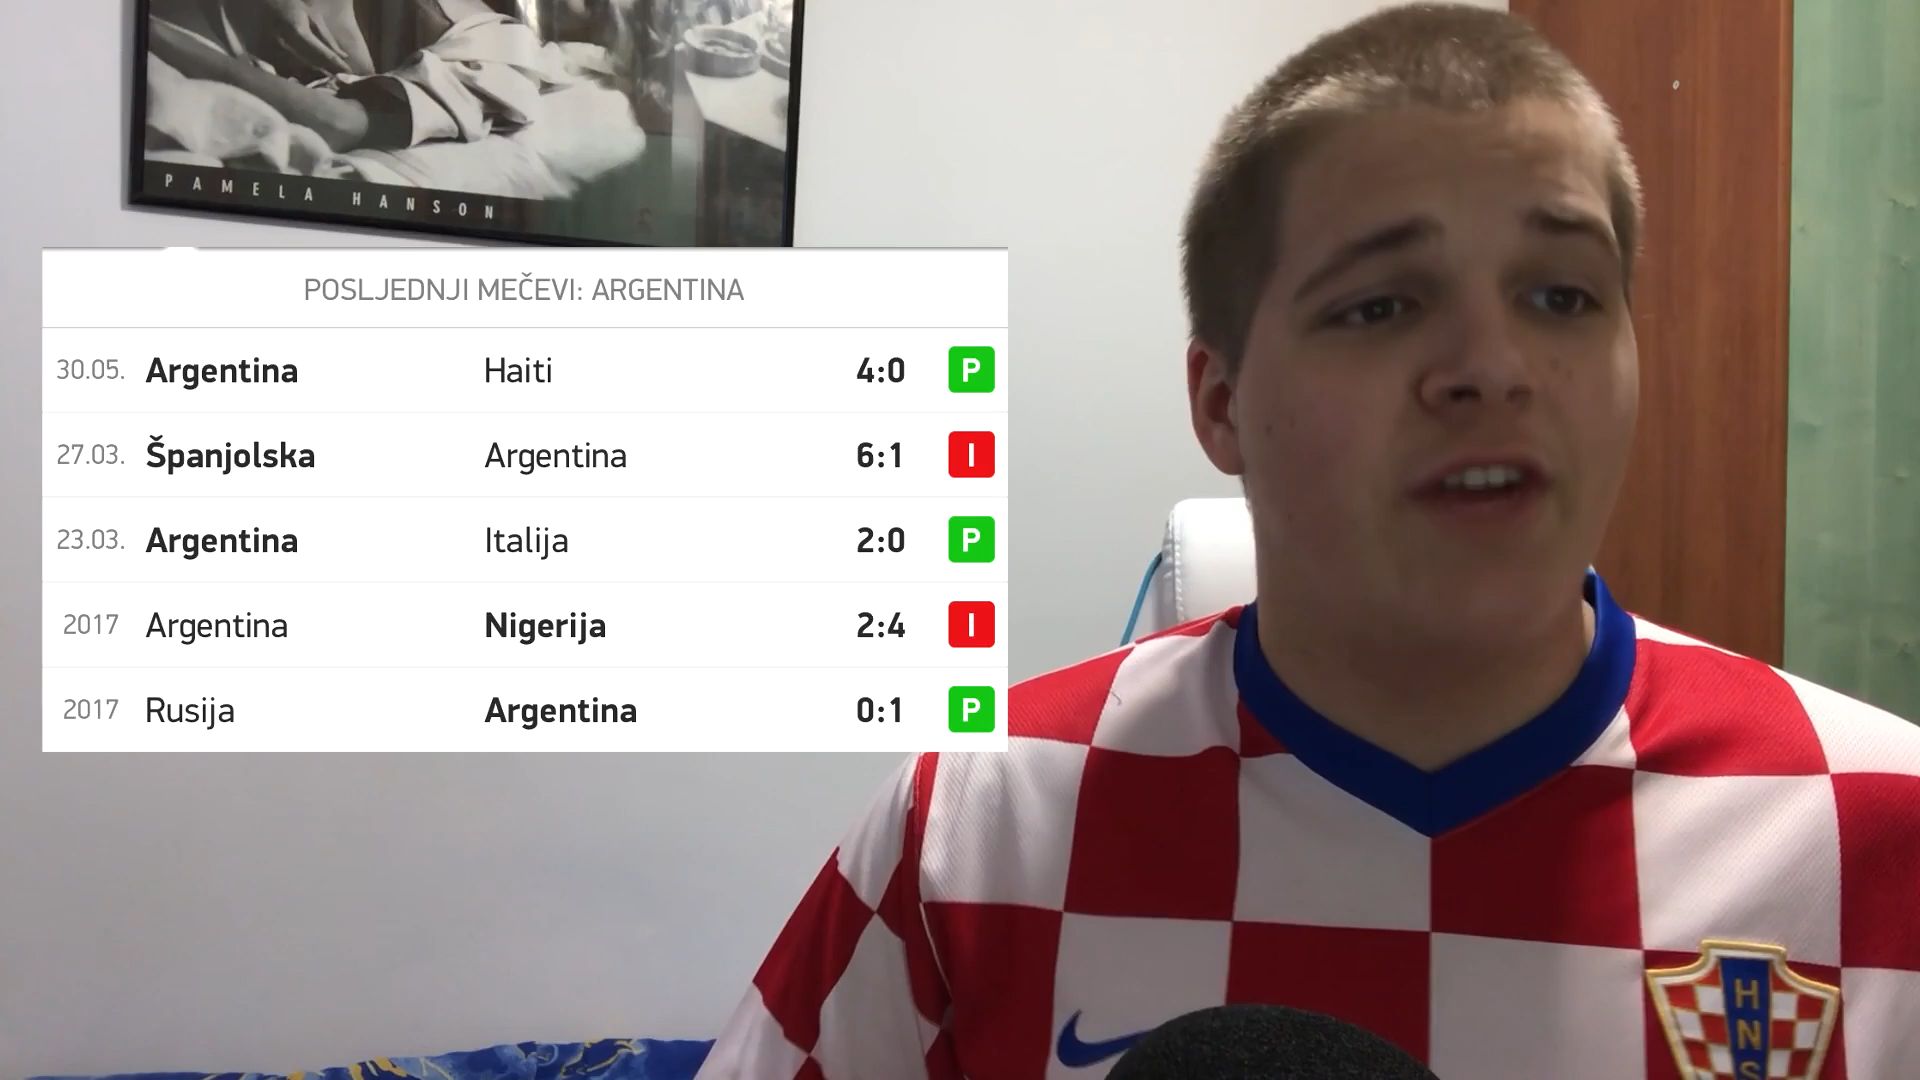 PAMELA HANSON
POSLJEDNJI MEČEVI: ARGENTINA
30.05. Argentina Haiti 4:0 P
27.03. Španjolska Argentina 6:1 I
23.03. Argentina Italija 2:0 P
2017 Argentina Nigerija 2:4 I
2017 Rusija Argentina 0:1 P
HNS